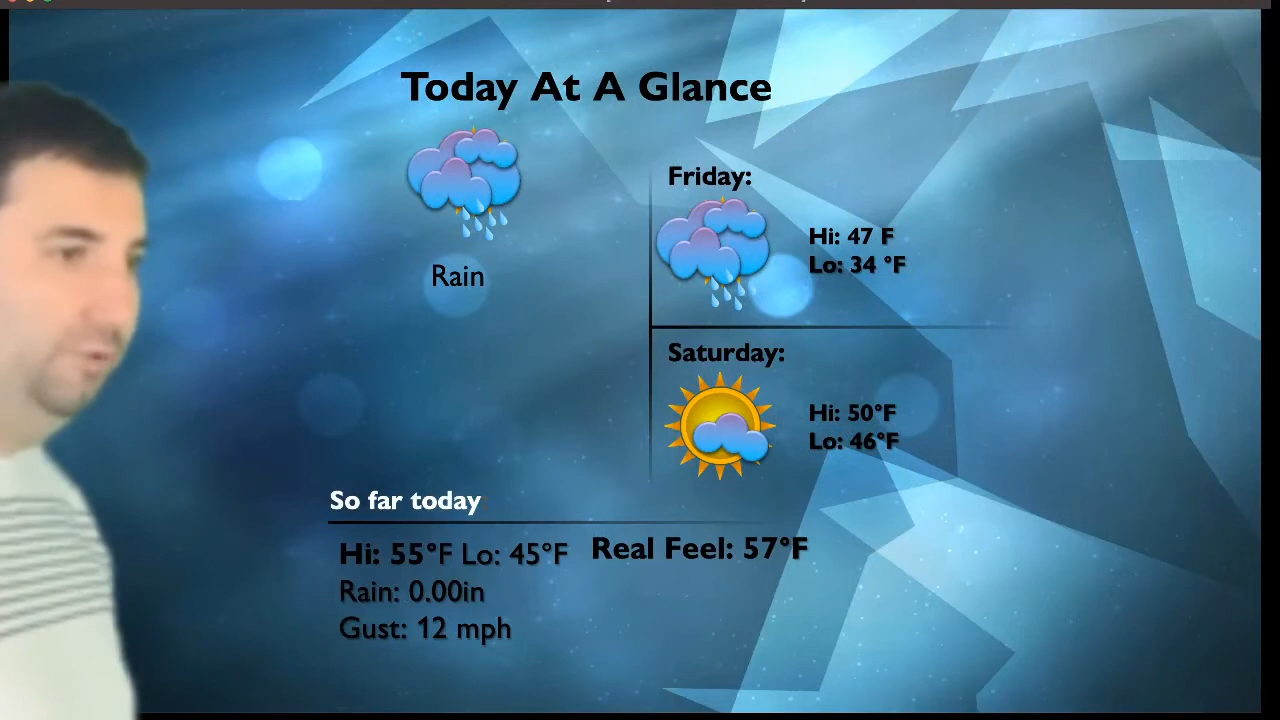 Today At A Glance
Rain
Friday:
Hi: 47 F
Lo: 34 °F
Saturday:
Hi: 50°F
Lo: 46°F
So far today
Hi: 55°F Lo: 45°F Real Feel: 57°F
Rain: 0.00in
Gust: 12 mph